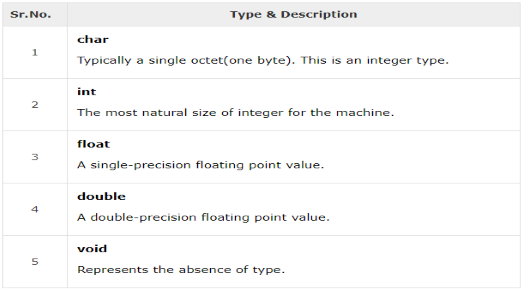 Sr.No. Type & Description
1
char
Typically a single octet(one byte). This is an integer type.
2
int
The most natural size of integer for the machine.
3
float
A single-precision floating point value.
4
double
A double-precision floating point value.
5
void
Represents the absence of type.